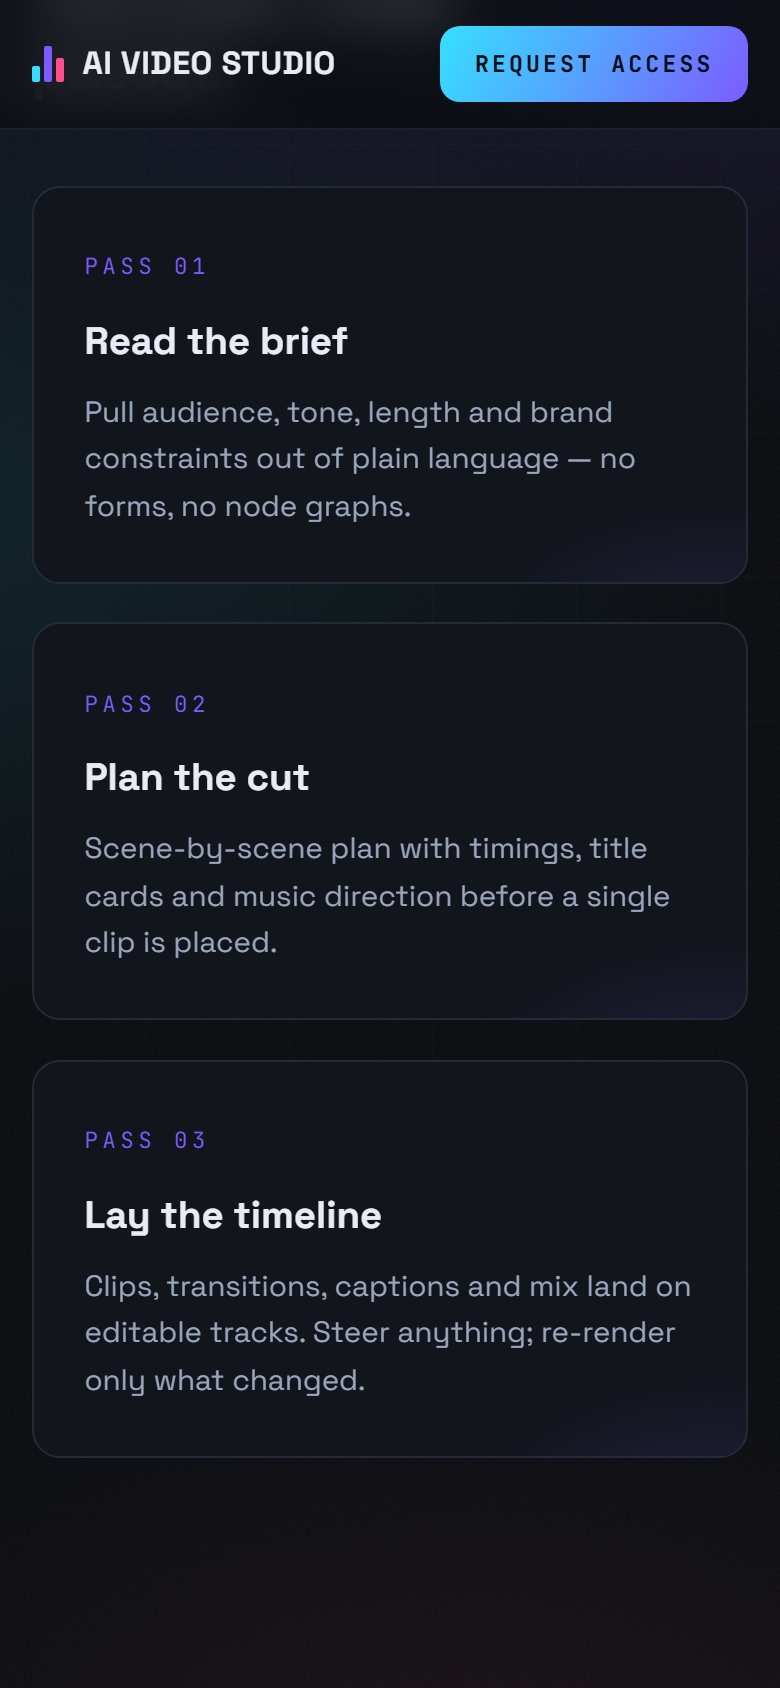 AI VIDEO STUDIO
REQUEST ACCESS
PASS 01
Read the brief
Pull audience, tone, length and brand
constraints out of plain language — no
forms, no node graphs.
PASS 02
Plan the cut
Scene-by-scene plan with timings, title
cards and music direction before a single
clip is placed.
PASS 03
Lay the timeline
Clips, transitions, captions and mix land on
editable tracks. Steer anything; re-render
only what changed.